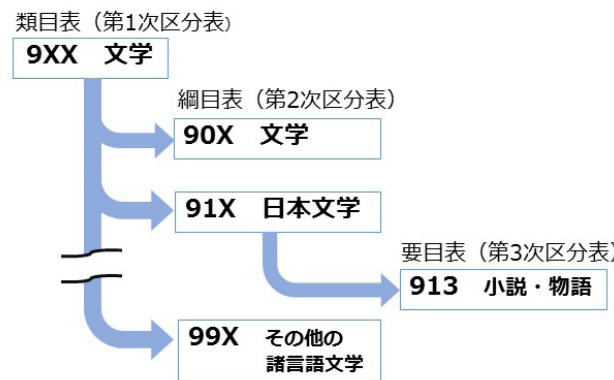 類目表（第1次区分表）
9XX 文学
綱目表（第2次区分表）
90X 文学
91X 日本文学
要目表（第3次区分表）
913 小説・物語
99X その他の
諸言語文学